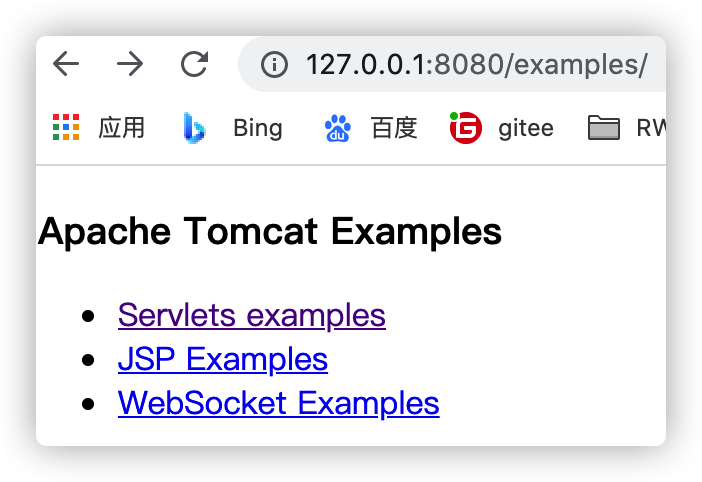 127.0.0.1:8080/examples/
应用 Bing 百度 gitee RW
Apache Tomcat Examples
Servlets examples
JSP Examples
WebSocket Examples